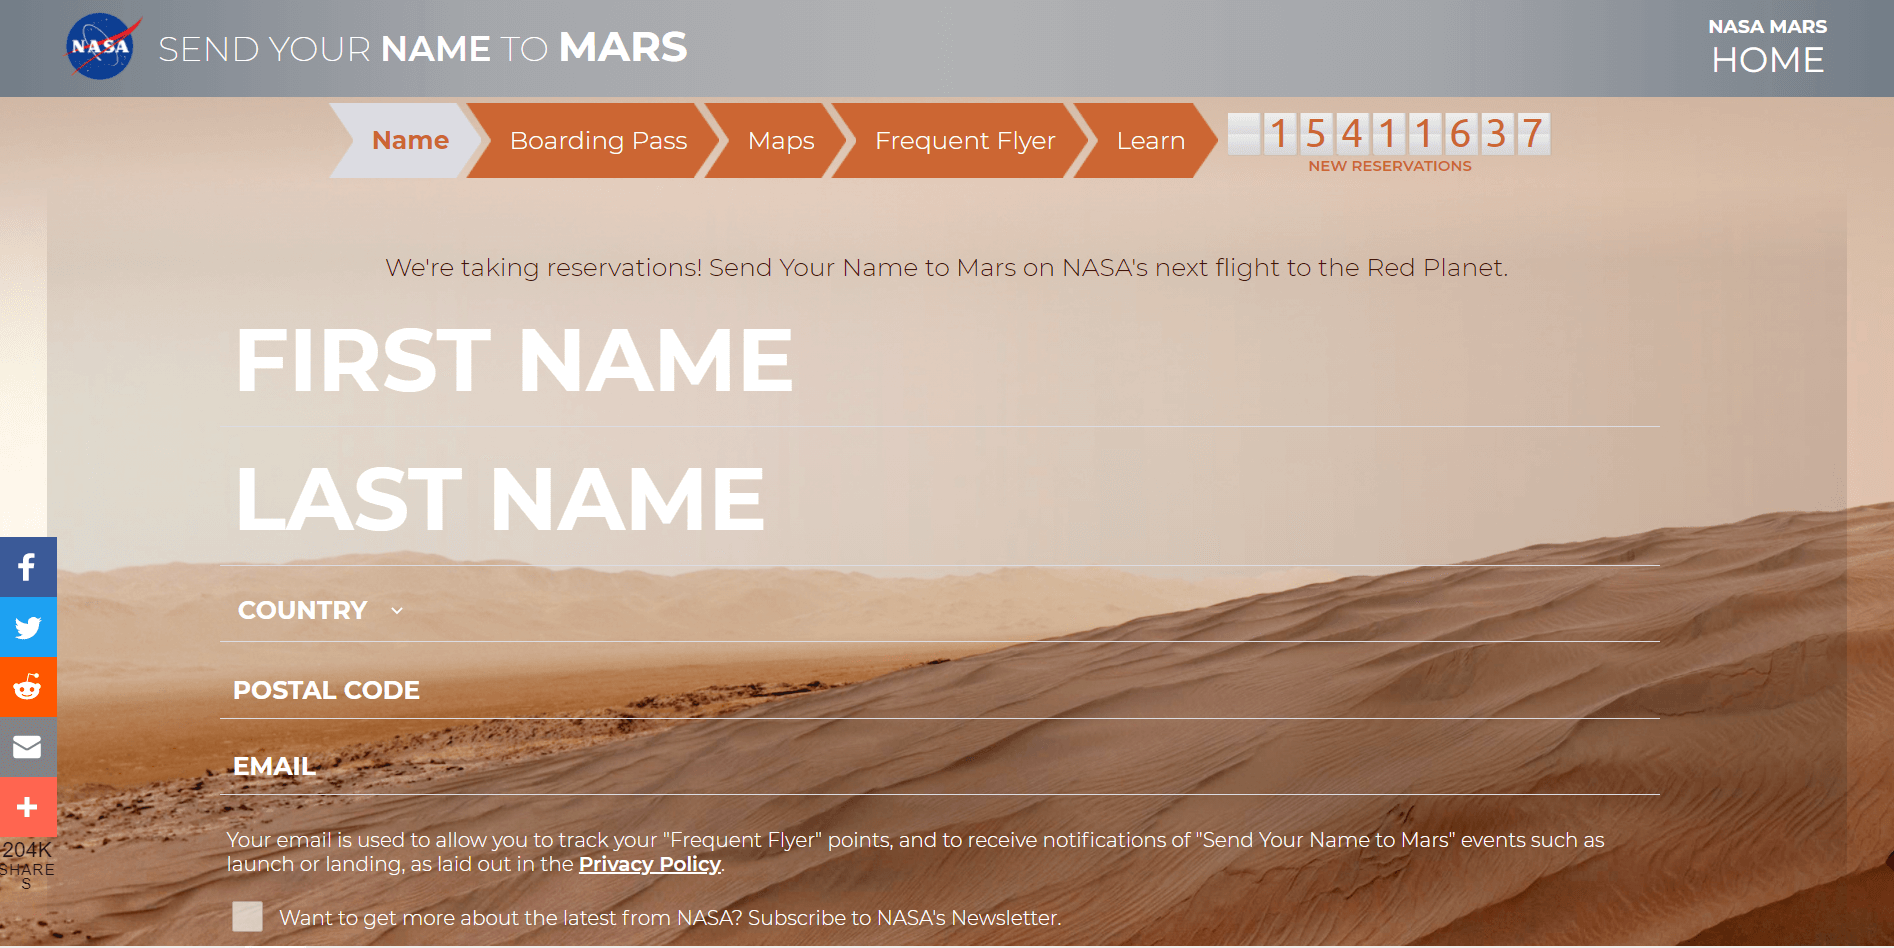 NASA
SEND YOUR NAME TO MARS
NASA MARS
HOME
Name
Boarding Pass
Maps
Frequent Flyer
Learn
15411637
NEW RESERVATIONS
We're taking reservations! Send Your Name to Mars on NASA's next flight to the Red Planet.
FIRST NAME
LAST NAME
COUNTRY
POSTAL CODE
EMAIL
Your email is used to allow you to track your "Frequent Flyer" points, and to receive notifications of "Send Your Name to Mars" events such as
launch or landing, as laid out in the Privacy Policy.
Want to get more about the latest from NASA? Subscribe to NASA's Newsletter.
204K
SHARE
S